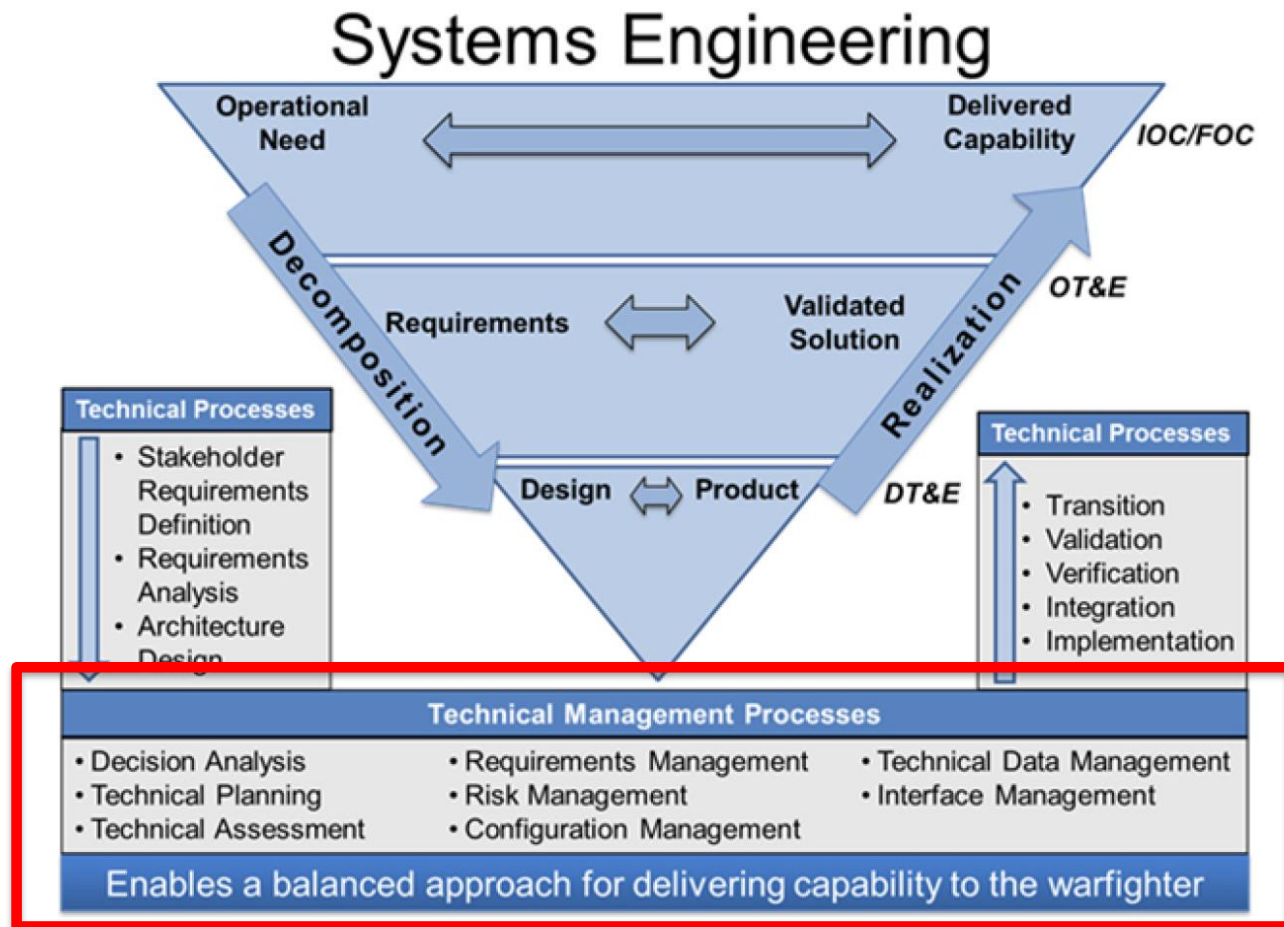 Systems Engineering
Operational
Need
Delivered
Capability
IOC/FOC
Decomposition
Realization
OT&E
Requirements
Validated
Solution
Design
Product
DT&E
Technical Processes
• Stakeholder
Requirements
Definition
• Requirements
Analysis
• Architecture
Design
Technical Processes
• Transition
• Validation
• Verification
• Integration
• Implementation
Technical Management Processes
• Decision Analysis
• Technical Planning
• Technical Assessment
• Requirements Management
• Risk Management
• Configuration Management
• Technical Data Management
• Interface Management
Enables a balanced approach for delivering capability to the warfighter